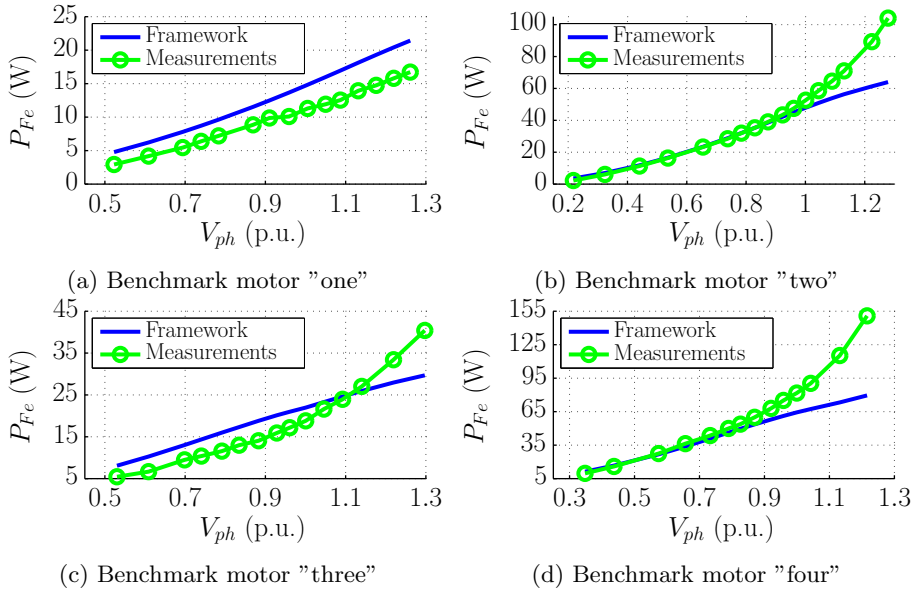 25
20
15
10
5
0
P_Fe (W)
Framework
Measurements
0.5 0.7 0.9 1.1 1.3
V_ph (p.u.)
(a) Benchmark motor "one"
100
80
60
40
20
0
P_Fe (W)
Framework
Measurements
0.2 0.4 0.6 0.8 1 1.2
V_ph (p.u.)
(b) Benchmark motor "two"
45
35
25
15
5
P_Fe (W)
Framework
Measurements
0.5 0.7 0.9 1.1 1.3
V_ph (p.u.)
(c) Benchmark motor "three"
155
125
95
65
35
5
P_Fe (W)
Framework
Measurements
0.3 0.5 0.7 0.9 1.1 1.3
V_ph (p.u.)
(d) Benchmark motor "four"